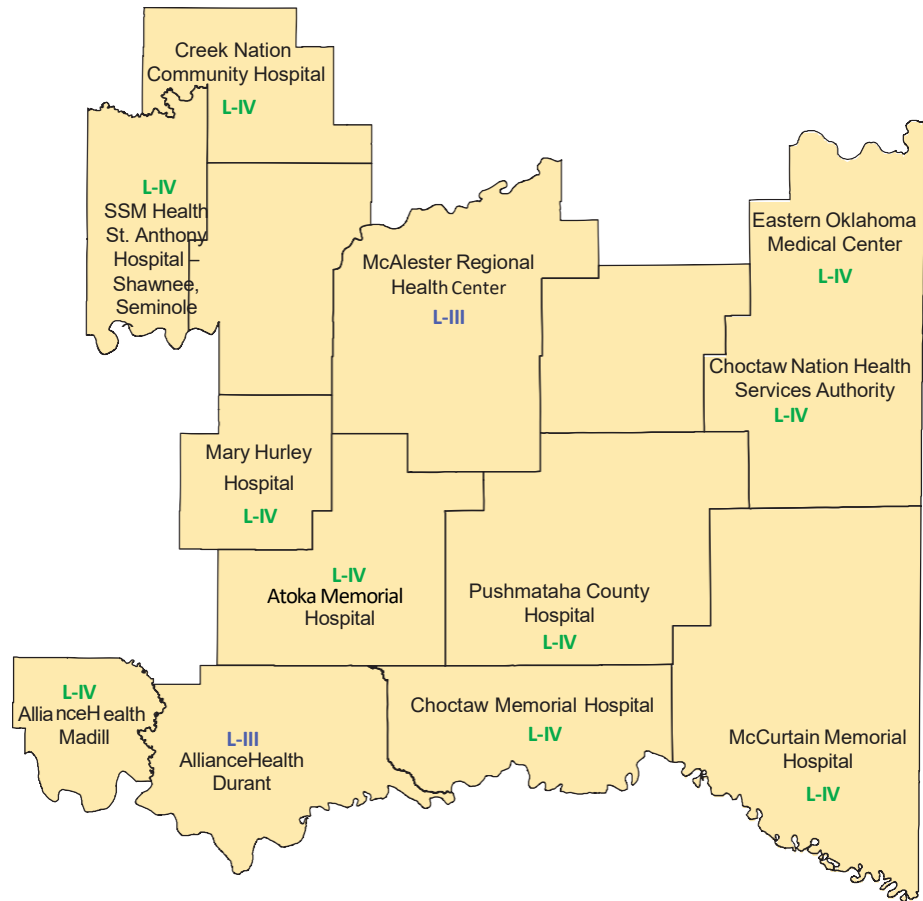 Creek Nation
Community Hospital
L-IV
L-IV
SSM Health
St. Anthony
Hospital –
Shawnee,
Seminole
McAlester Regional
Health Center
L-III
Eastern Oklahoma
Medical Center
L-IV
Choctaw Nation Health
Services Authority
L-IV
Mary Hurley
Hospital
L-IV
L-IV
Atoka Memorial
Hospital
Pushmataha County
Hospital
L-IV
L-IV
AllianceHealth
Madill
L-III
AllianceHealth
Durant
Choctaw Memorial Hospital
L-IV
McCurtain Memorial
Hospital
L-IV